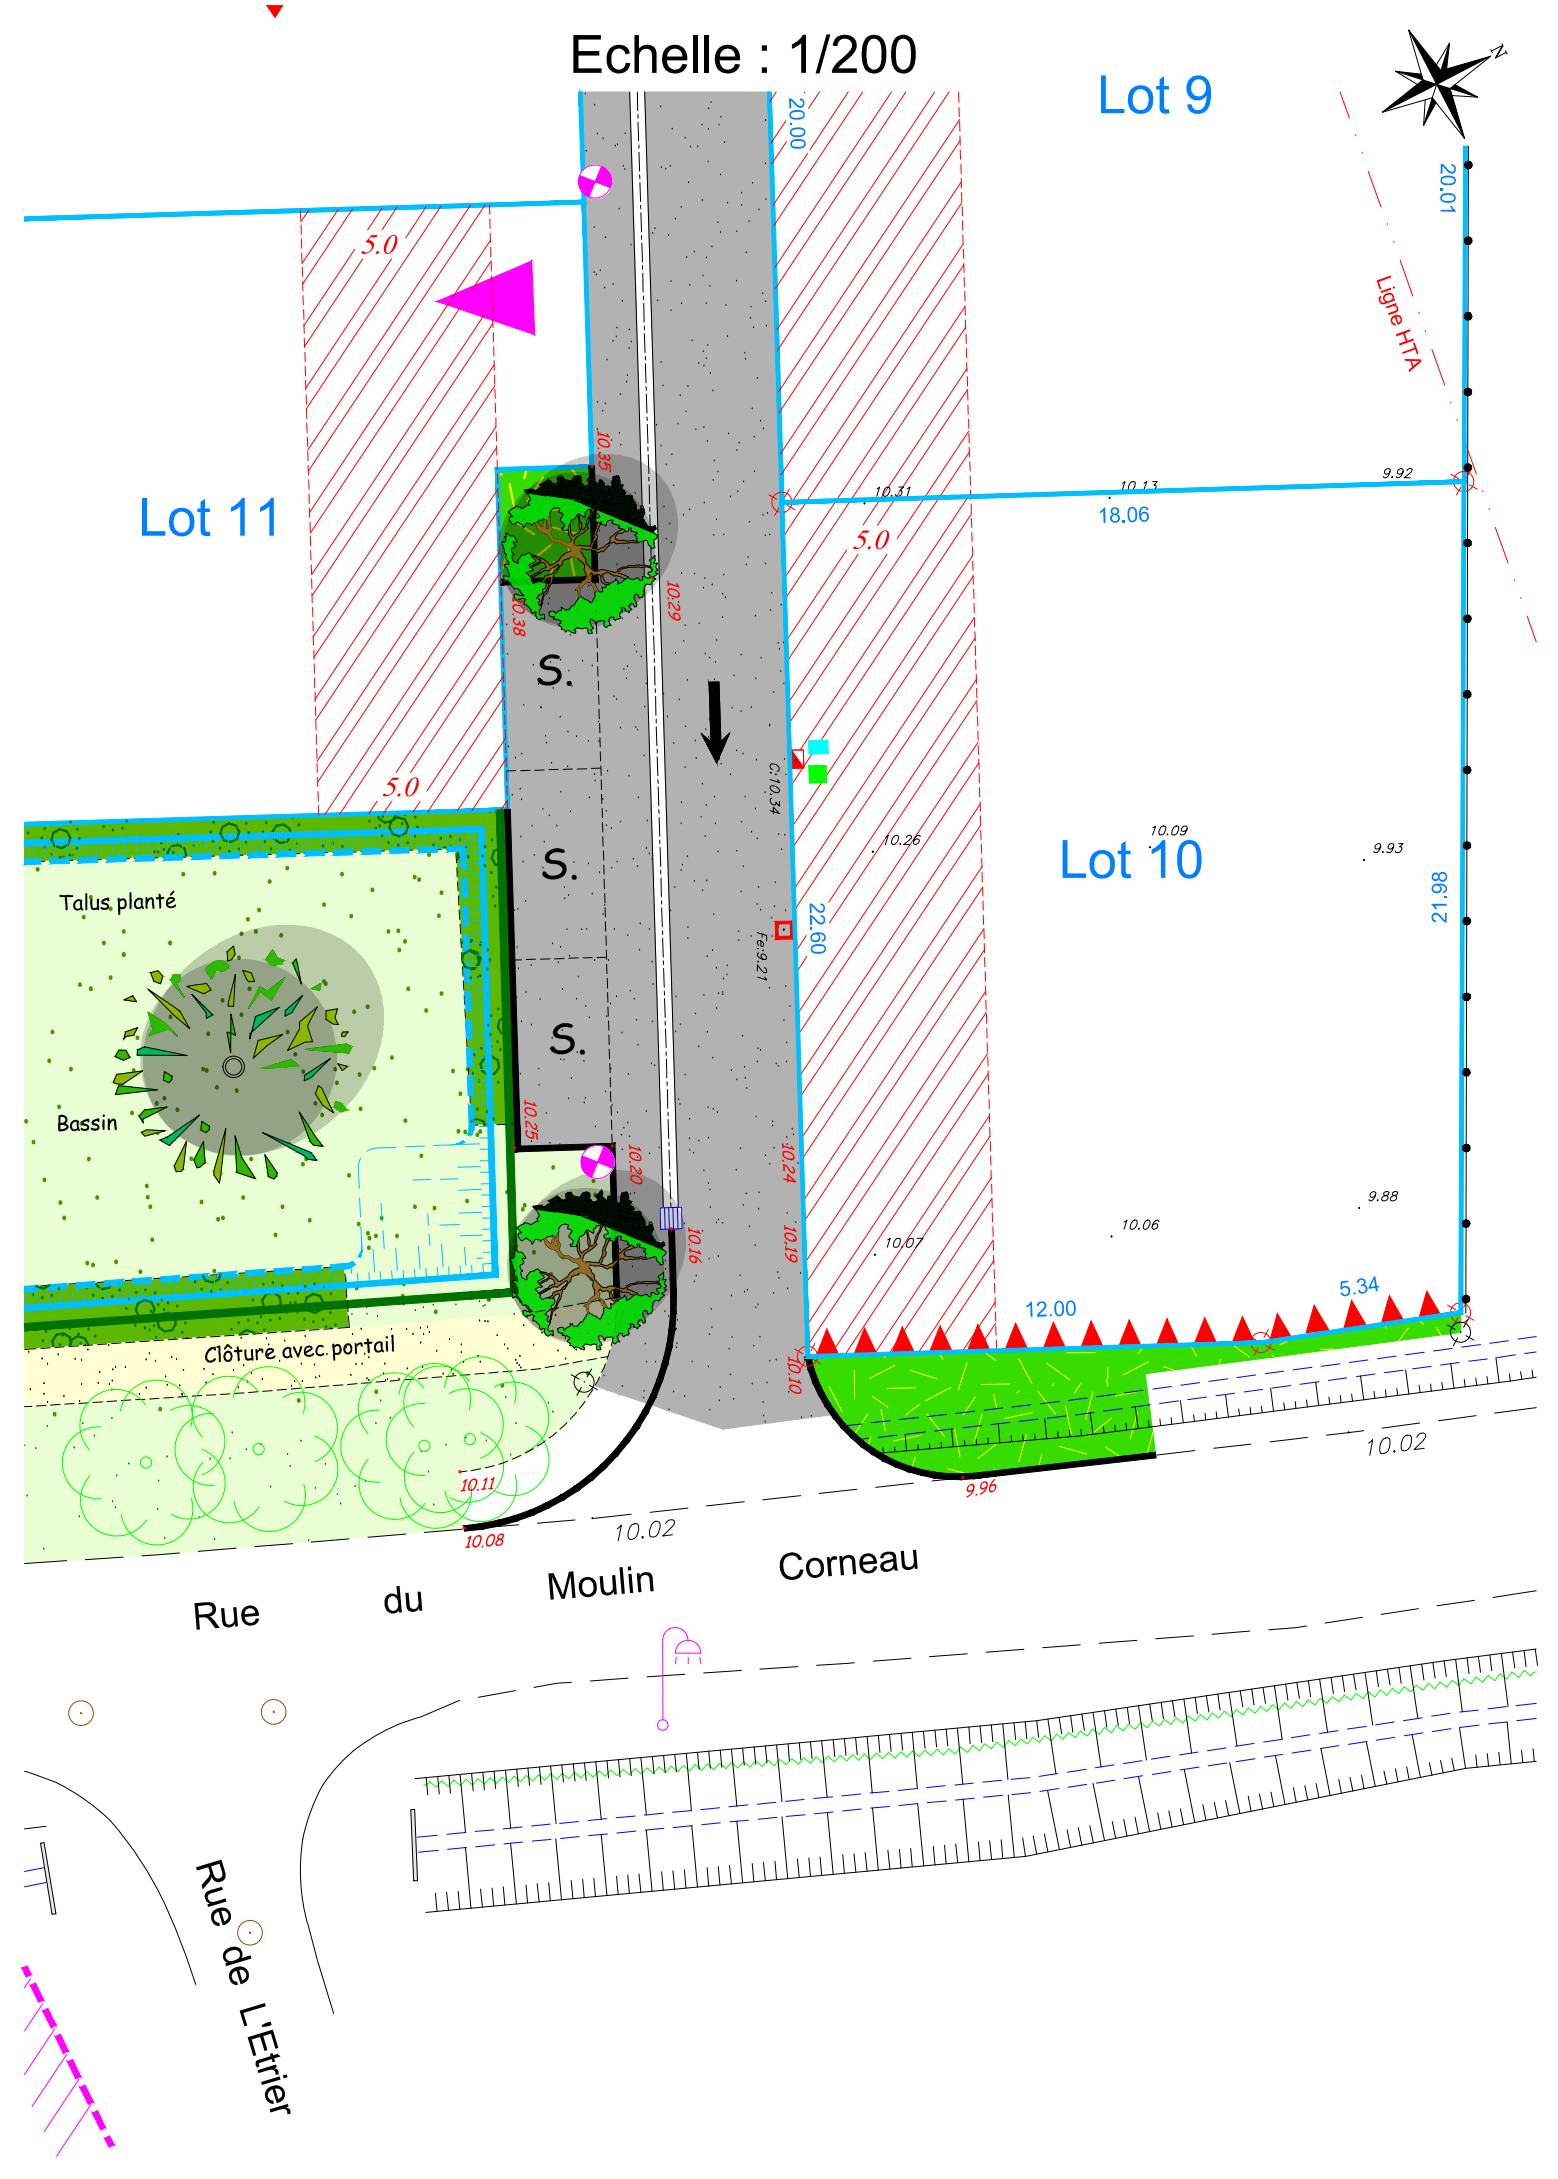 Echelle : 1/200
N
Lot 9
20.00
20.01
5.0
Ligne HTA
10.35
9.92
10.31
10.13
18.06
Lot 11
5.0
10.38
10.29
S.
C:10.34
5.0
10.26
10.09
9.93
Lot 10
S.
21.98
22.60
Talus planté
Fe:9.21
S.
Bassin
10.25
10.20
10.24
9.88
10.06
10.16
10.19
10.07
5.34
12.00
Clôture avec portail
10.10
10.02
10.11
9.96
10.08
10.02
Rue du Moulin Corneau
Rue de L'Etrier